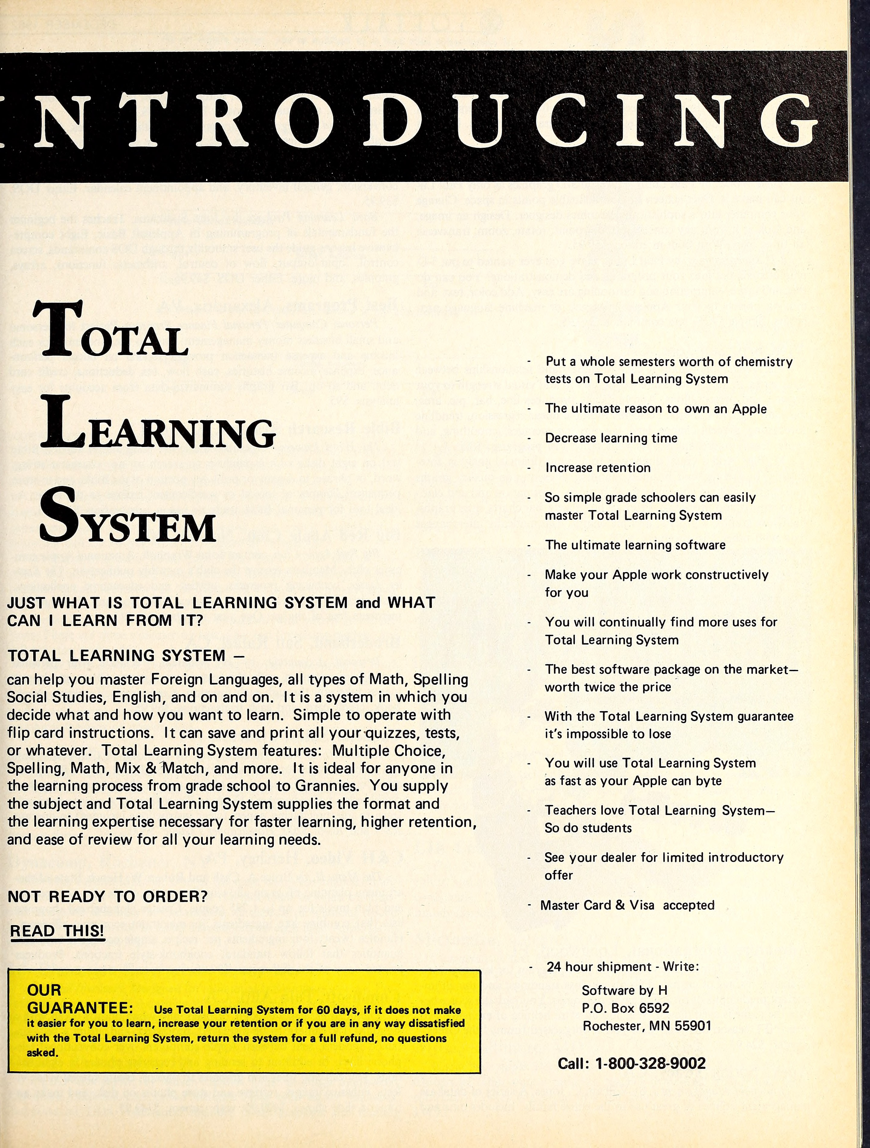 INTRODUCING
TOTAL
LEARNING
SYSTEM
JUST WHAT IS TOTAL LEARNING SYSTEM and WHAT
CAN I LEARN FROM IT?
TOTAL LEARNING SYSTEM —
can help you master Foreign Languages, all types of Math, Spelling
Social Studies, English, and on and on. It is a system in which you
decide what and how you want to learn. Simple to operate with
flip card instructions. It can save and print all your quizzes, tests,
or whatever. Total Learning System features: Multiple Choice,
Spelling, Math, Mix & Match, and more. It is ideal for anyone in
the learning process from grade school to Grannies. You supply
the subject and Total Learning System supplies the format and
the learning expertise necessary for faster learning, higher retention,
and ease of review for all your learning needs.
NOT READY TO ORDER?
READ THIS!
OUR
GUARANTEE: Use Total Learning System for 60 days, if it does not make
it easier for you to learn, increase your retention or if you are in any way dissatisfied
with the Total Learning System, return the system for a full refund, no questions
asked.
- Put a whole semesters worth of chemistry
tests on Total Learning System
- The ultimate reason to own an Apple
- Decrease learning time
- Increase retention
- So simple grade schoolers can easily
master Total Learning System
- The ultimate learning software
- Make your Apple work constructively
for you
- You will continually find more uses for
Total Learning System
- The best software package on the market—
worth twice the price
- With the Total Learning System guarantee
it's impossible to lose
- You will use Total Learning System
as fast as your Apple can byte
- Teachers love Total Learning System—
So do students
- See your dealer for limited introductory
offer
- Master Card & Visa accepted
- 24 hour shipment - Write:
Software by H
P.O. Box 6592
Rochester, MN 55901
Call: 1-800-328-9002